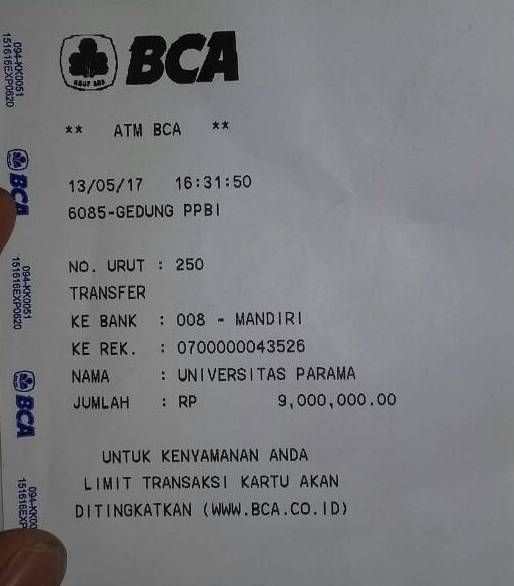 BCA
** ATM BCA **
13/05/17 16:31:50
6085-GEDUNG PPBI
NO. URUT : 250
TRANSFER
KE BANK : 008 - MANDIRI
KE REK. : 0700000043526
NAMA : UNIVERSITAS PARAMA
JUMLAH : RP 9,000,000.00
UNTUK KENYAMANAN ANDA
LIMIT TRANSAKSI KARTU AKAN
DITINGKATKAN (WWW.BCA.CO.ID)
094-KK0051
151616EXP0620
BCA
094-KK0051
151616EXP0620
BCA
094-KK00
151616EXP